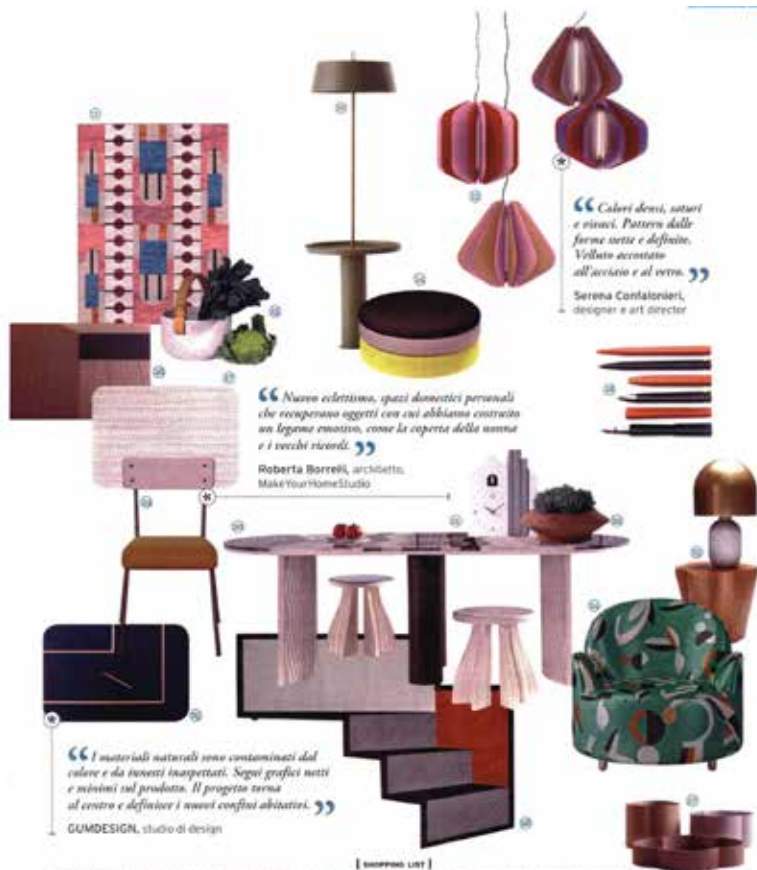 “ Colori densi, saturi
e vivaci. Pattern dalle
forme nette e definite.
Velluto accostato
all'acciaio e al vetro. ”
Serena Confalonieri,
designer e art director
“ Nuovo eclettismo, spazi domestici personali
che recuperano oggetti con cui abbiamo costruito
un legame emotivo, come la coperta della nonna
e i vecchi ricordi. ”
Roberta Borrelli, architetto,
MakeYourHomeStudio
“ I materiali naturali sono contaminati dal
colore e da innesti inaspettati. Segni grafici netti
e minimi sul prodotto. Il progetto torna
al centro e definisce i nuovi confini abitativi. ”
GUMDESIGN, studio di design
[ SHOPPING LIST ]